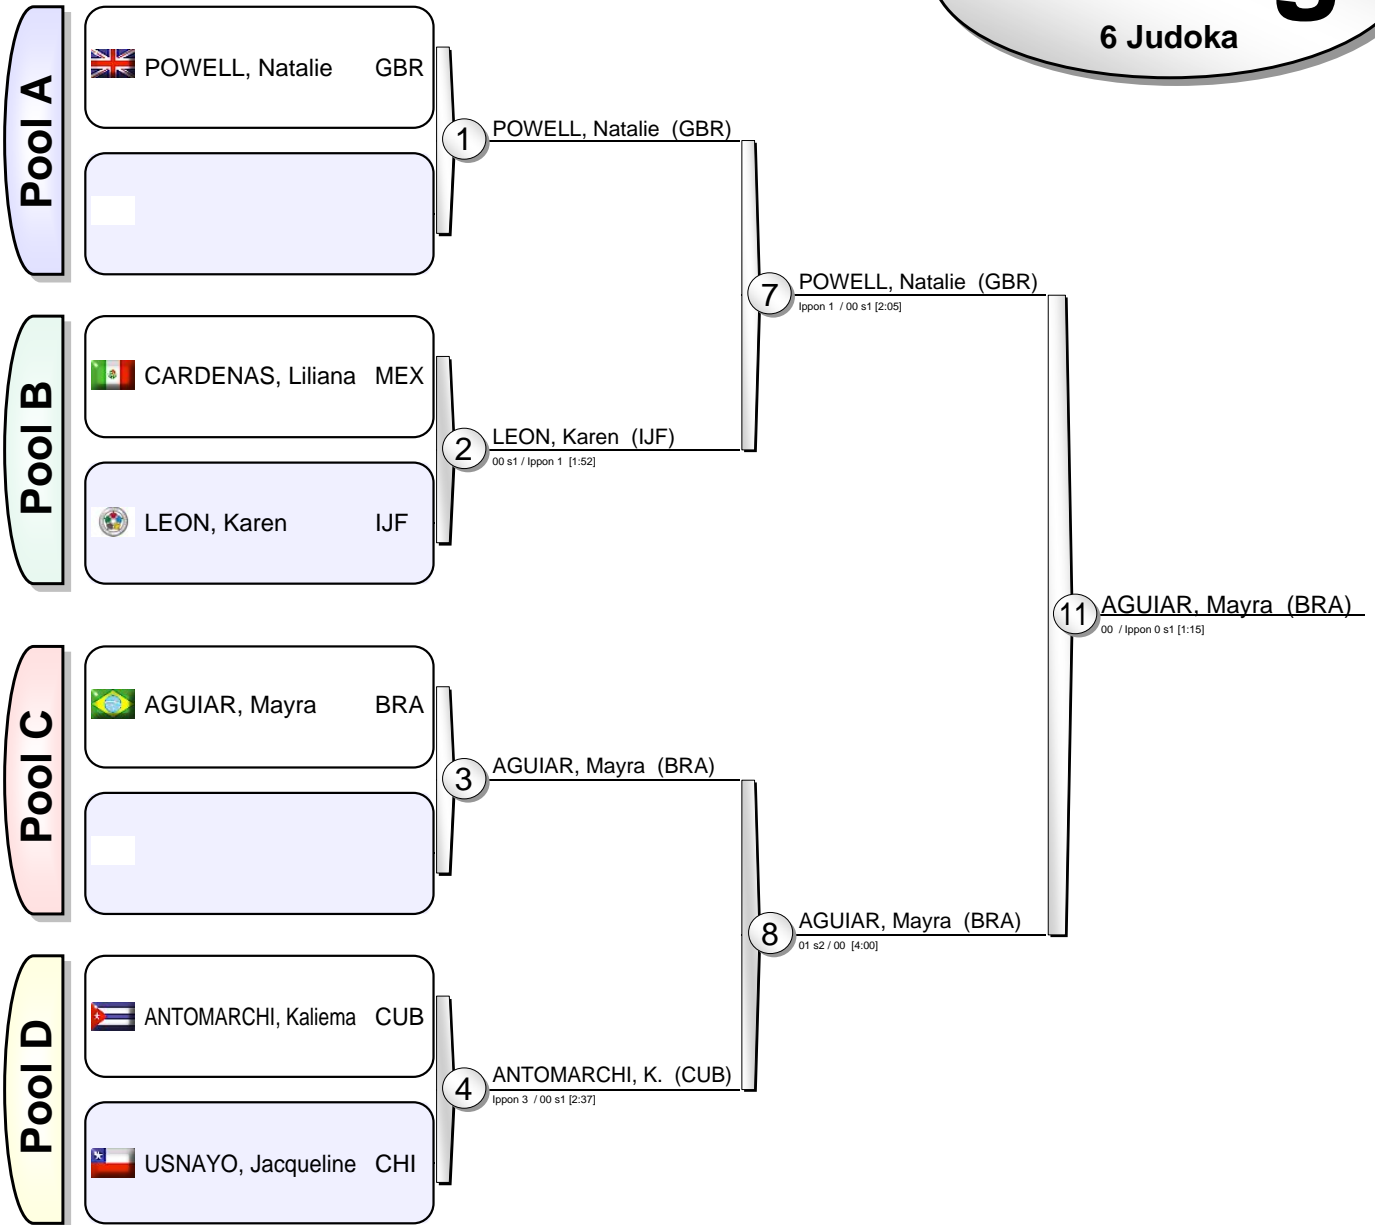 6 Judoka
Pool A
POWELL, Natalie GBR
1 POWELL, Natalie (GBR)
7 POWELL, Natalie (GBR)
Ippon 1 / 00 s1 [2:05]
Pool B
CARDENAS, Liliana MEX
2 LEON, Karen (IJF)
00 s1 / Ippon 1 [1:52]
LEON, Karen IJF
11 AGUIAR, Mayra (BRA)
00 / Ippon 0 s1 [1:15]
Pool C
AGUIAR, Mayra BRA
3 AGUIAR, Mayra (BRA)
8 AGUIAR, Mayra (BRA)
01 s2 / 00 [4:00]
Pool D
ANTOMARCHI, Kaliema CUB
4 ANTOMARCHI, K. (CUB)
Ippon 3 / 00 s1 [2:37]
USNAYO, Jacqueline CHI